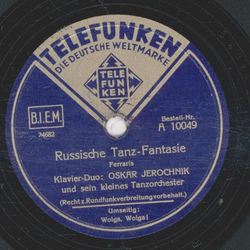 TELEFUNKEN
DIE DEUTSCHE WELTMARKE
TELE
FUN
KEN
B.I.E.M.
74682
Bestell-Nr.
A 10049
Russische Tanz-Fantasie
Ferraris
Klavier-Duo: OSKAR JEROCHNIK
und sein kleines Tanzorchester
(Recht z. Rundfunkverbreitung vorbehalt.)
Umseitig:
Wolga, Wolga!